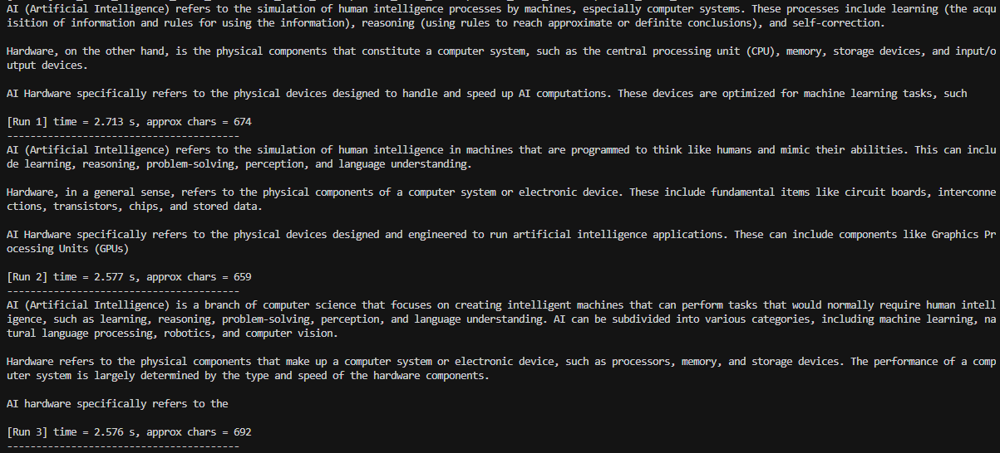 AI (Artificial Intelligence) refers to the simulation of human intelligence processes by machines, especially computer systems. These processes include learning (the acqu
isition of information and rules for using the information), reasoning (using rules to reach approximate or definite conclusions), and self-correction.
Hardware, on the other hand, is the physical components that constitute a computer system, such as the central processing unit (CPU), memory, storage devices, and input/o
utput devices.
AI Hardware specifically refers to the physical devices designed to handle and speed up AI computations. These devices are optimized for machine learning tasks, such
[Run 1] time = 2.713 s, approx chars = 674
----------------------------------------
AI (Artificial Intelligence) refers to the simulation of human intelligence in machines that are programmed to think like humans and mimic their abilities. This can inclu
de learning, reasoning, problem-solving, perception, and language understanding.
Hardware, in a general sense, refers to the physical components of a computer system or electronic device. These include fundamental items like circuit boards, interconne
ctions, transistors, chips, and stored data.
AI Hardware specifically refers to the physical devices designed and engineered to run artificial intelligence applications. These can include components like Graphics Pr
ocessing Units (GPUs)
[Run 2] time = 2.577 s, approx chars = 659
----------------------------------------
AI (Artificial Intelligence) is a branch of computer science that focuses on creating intelligent machines that can perform tasks that would normally require human intell
igence, such as learning, reasoning, problem-solving, perception, and language understanding. AI can be subdivided into various categories, including machine learning, na
tural language processing, robotics, and computer vision.
Hardware refers to the physical components that make up a computer system or electronic device, such as processors, memory, and storage devices. The performance of a comp
uter system is largely determined by the type and speed of the hardware components.
AI hardware specifically refers to the
[Run 3] time = 2.576 s, approx chars = 692
----------------------------------------